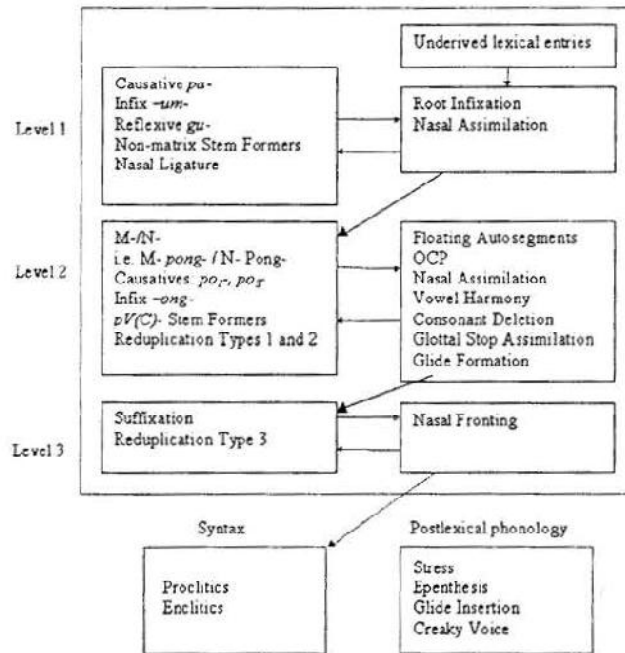 Underived lexical entries
Level 1
Causative pa-
Infix -um-
Reflexive gu-
Non-matrix Stem Formers
Nasal Ligature
Root Infixation
Nasal Assimilation
Level 2
M-/N-
i.e. M- pong- / N- Pong-
Causatives:
Infix -ong-
pV(C)- Stem Formers
Reduplication Types 1 and 2
Floating Autosegments
OCP
Nasal Assimilation
Vowel Harmony
Consonant Deletion
Glottal Stop Assimilation
Glide Formation
Level 3
Suffixation
Reduplication Type 3
Nasal Fronting
Syntax
Proclitics
Enclitics
Postlexical phonology
Stress
Epenthesis
Glide Insertion
Creaky Voice